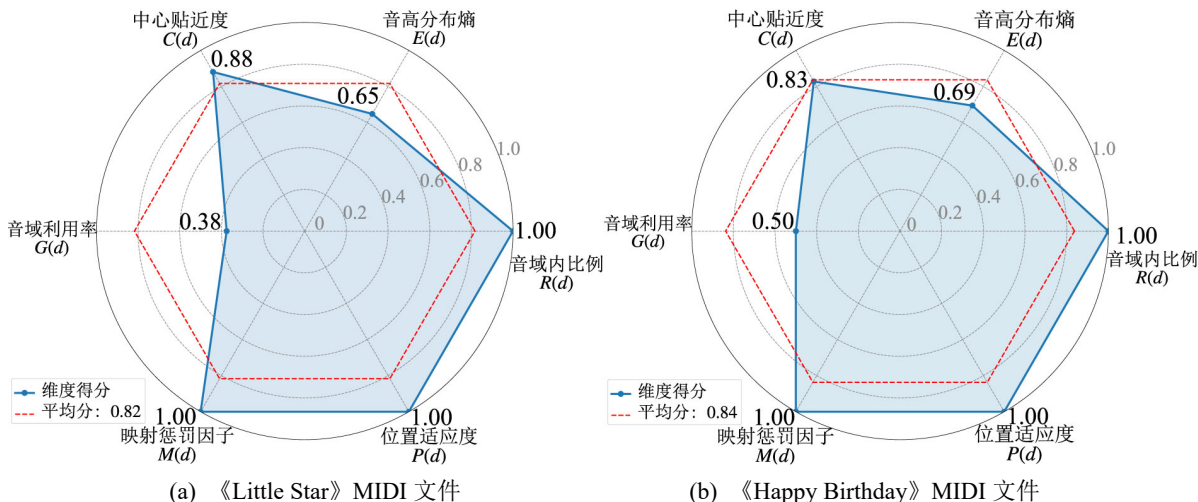 中心贴近度
C(d)
音高分布熵
E(d)
0.88
0.65
1.0
0.8
0.6
0.4
0.2
0
音域利用率
G(d)
0.38
1.00
音域内比例
R(d)
维度得分
平均分：0.82
1.00
映射惩罚因子
M(d)
1.00
位置适应度
P(d)
(a) 《Little Star》MIDI 文件
中心贴近度
C(d)
音高分布熵
E(d)
0.83
0.69
1.0
0.8
0.6
0.4
0.2
0
音域利用率
G(d)
0.50
1.00
音域内比例
R(d)
维度得分
平均分：0.84
1.00
映射惩罚因子
M(d)
1.00
位置适应度
P(d)
(b) 《Happy Birthday》MIDI 文件